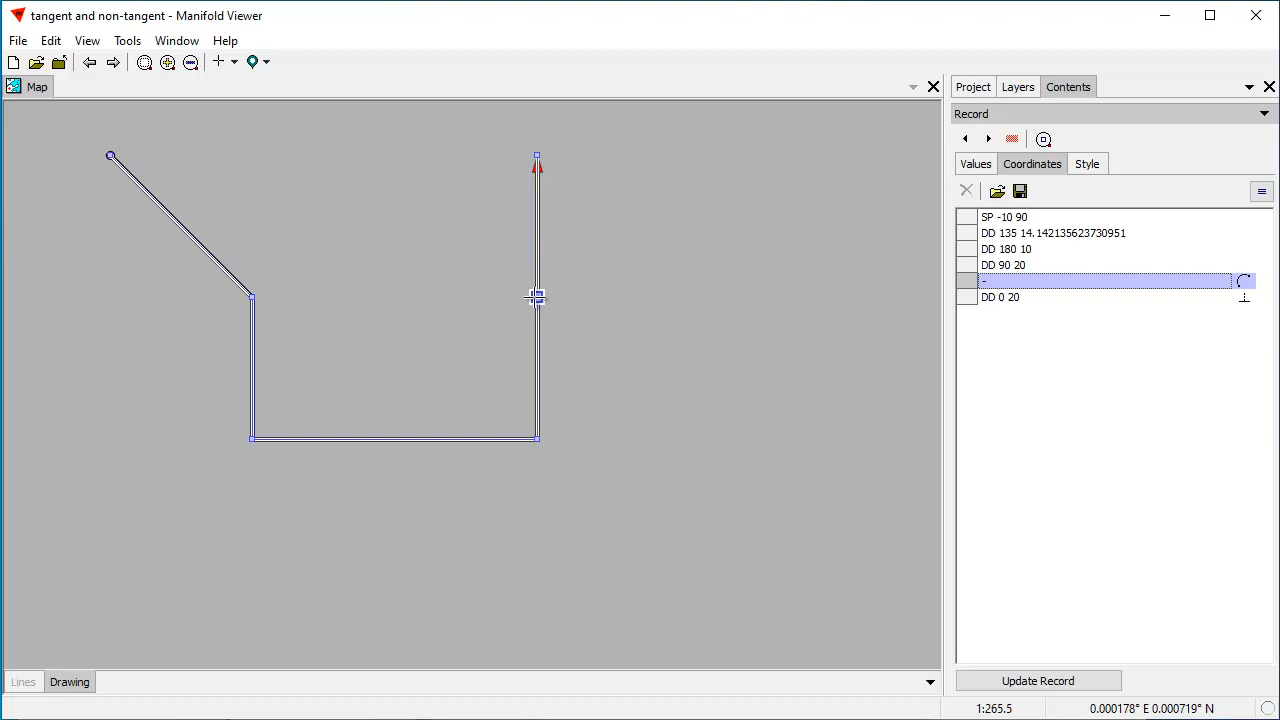 tangent and non-tangent - Manifold Viewer
File Edit View Tools Window Help
Map
Project Layers Contents
Record
Values Coordinates Style
SP -10 90
DD 135 14.142135623730951
DD 180 10
DD 90 20
-
DD 0 20
Update Record
Lines Drawing
1:265.5 0.000178° E 0.000719° N